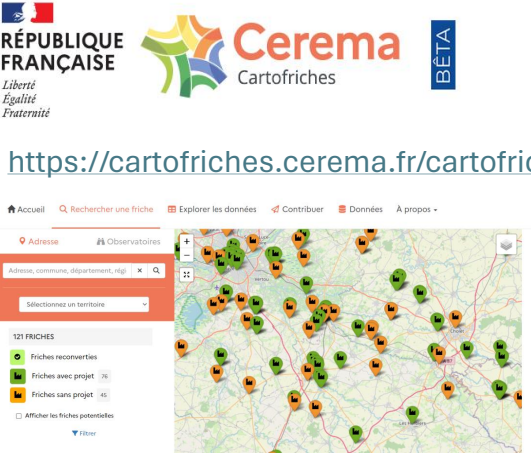 RÉPUBLIQUE
FRANÇAISE
Liberté
Égalité
Fraternité
Cerema
Cartofriches
BÊTA
https://cartofriches.cerema.fr/cartofric
Accueil
Rechercher une friche
Explorer les données
Contribuer
Données
À propos
Adresse
Observatoires
Adresse, commune, département, régi
Sélectionnez un territoire
121 FRICHES
Friches reconverties
Friches avec projet 76
Friches sans projet 45
Afficher les friches potentielles
Filtrer
+
−
Vertou
Cholet